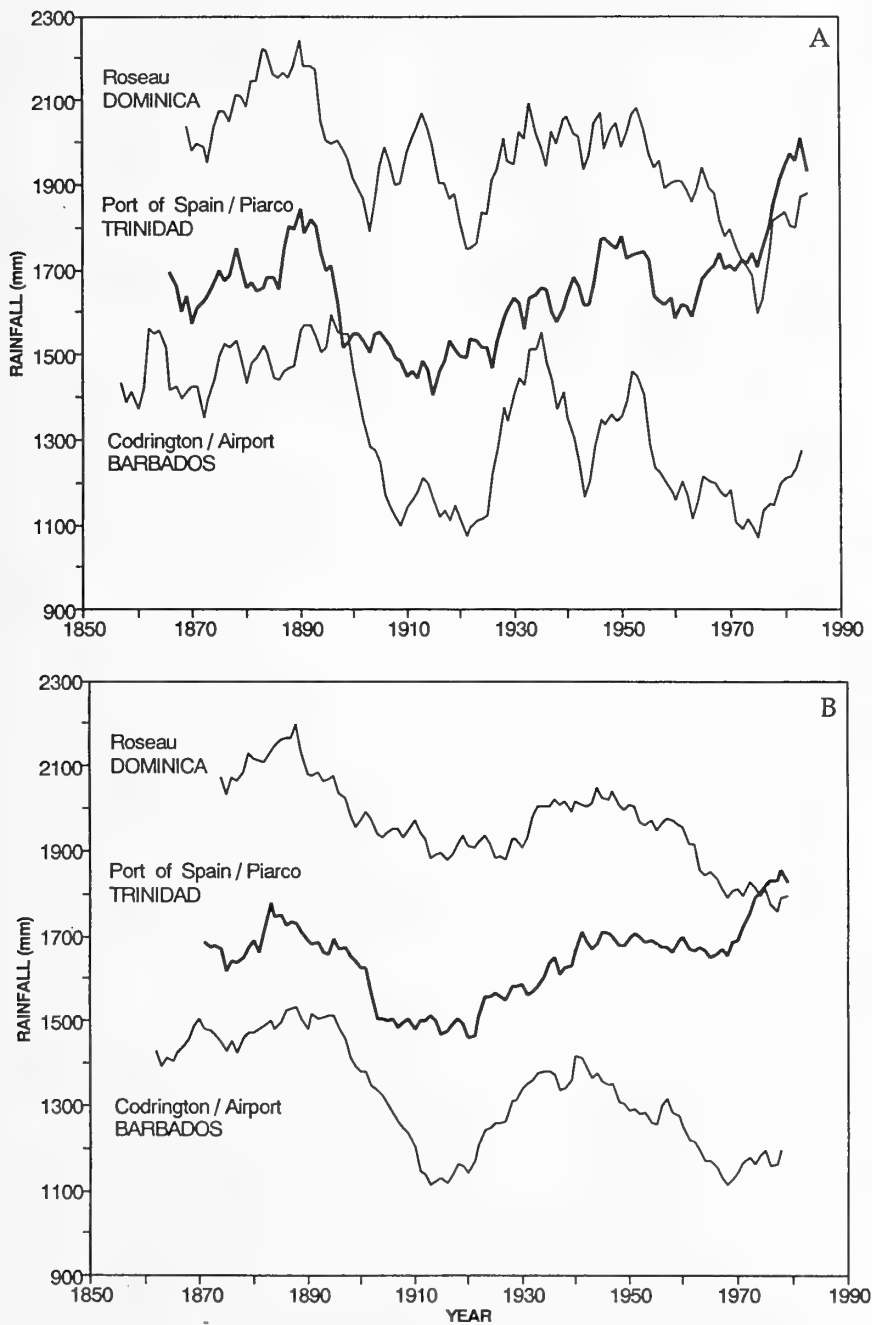 A
2300
2100
1900
1700
1500
1300
1100
900
RAINFALL (mm)
Roseau
DOMINICA
Port of Spain / Piarco
TRINIDAD
Codrington / Airport
BARBADOS
1850 1870 1890 1910 1930 1950 1970 1990
B
2300
2100
1900
1700
1500
1300
1100
900
RAINFALL (mm)
Roseau
DOMINICA
Port of Spain / Piarco
TRINIDAD
Codrington / Airport
BARBADOS
1850 1870 1890 1910 1930 1950 1970 1990
YEAR